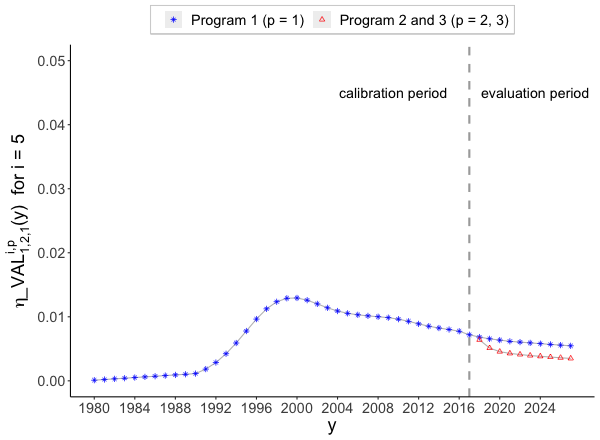 Program 1 (p = 1) Program 2 and 3 (p = 2, 3)
calibration period evaluation period
η_VAL^{i,p}_{1,2,1}(y) for i = 5
0.05
0.04
0.03
0.02
0.01
0.00
1980 1984 1988 1992 1996 2000 2004 2008 2012 2016 2020 2024
y